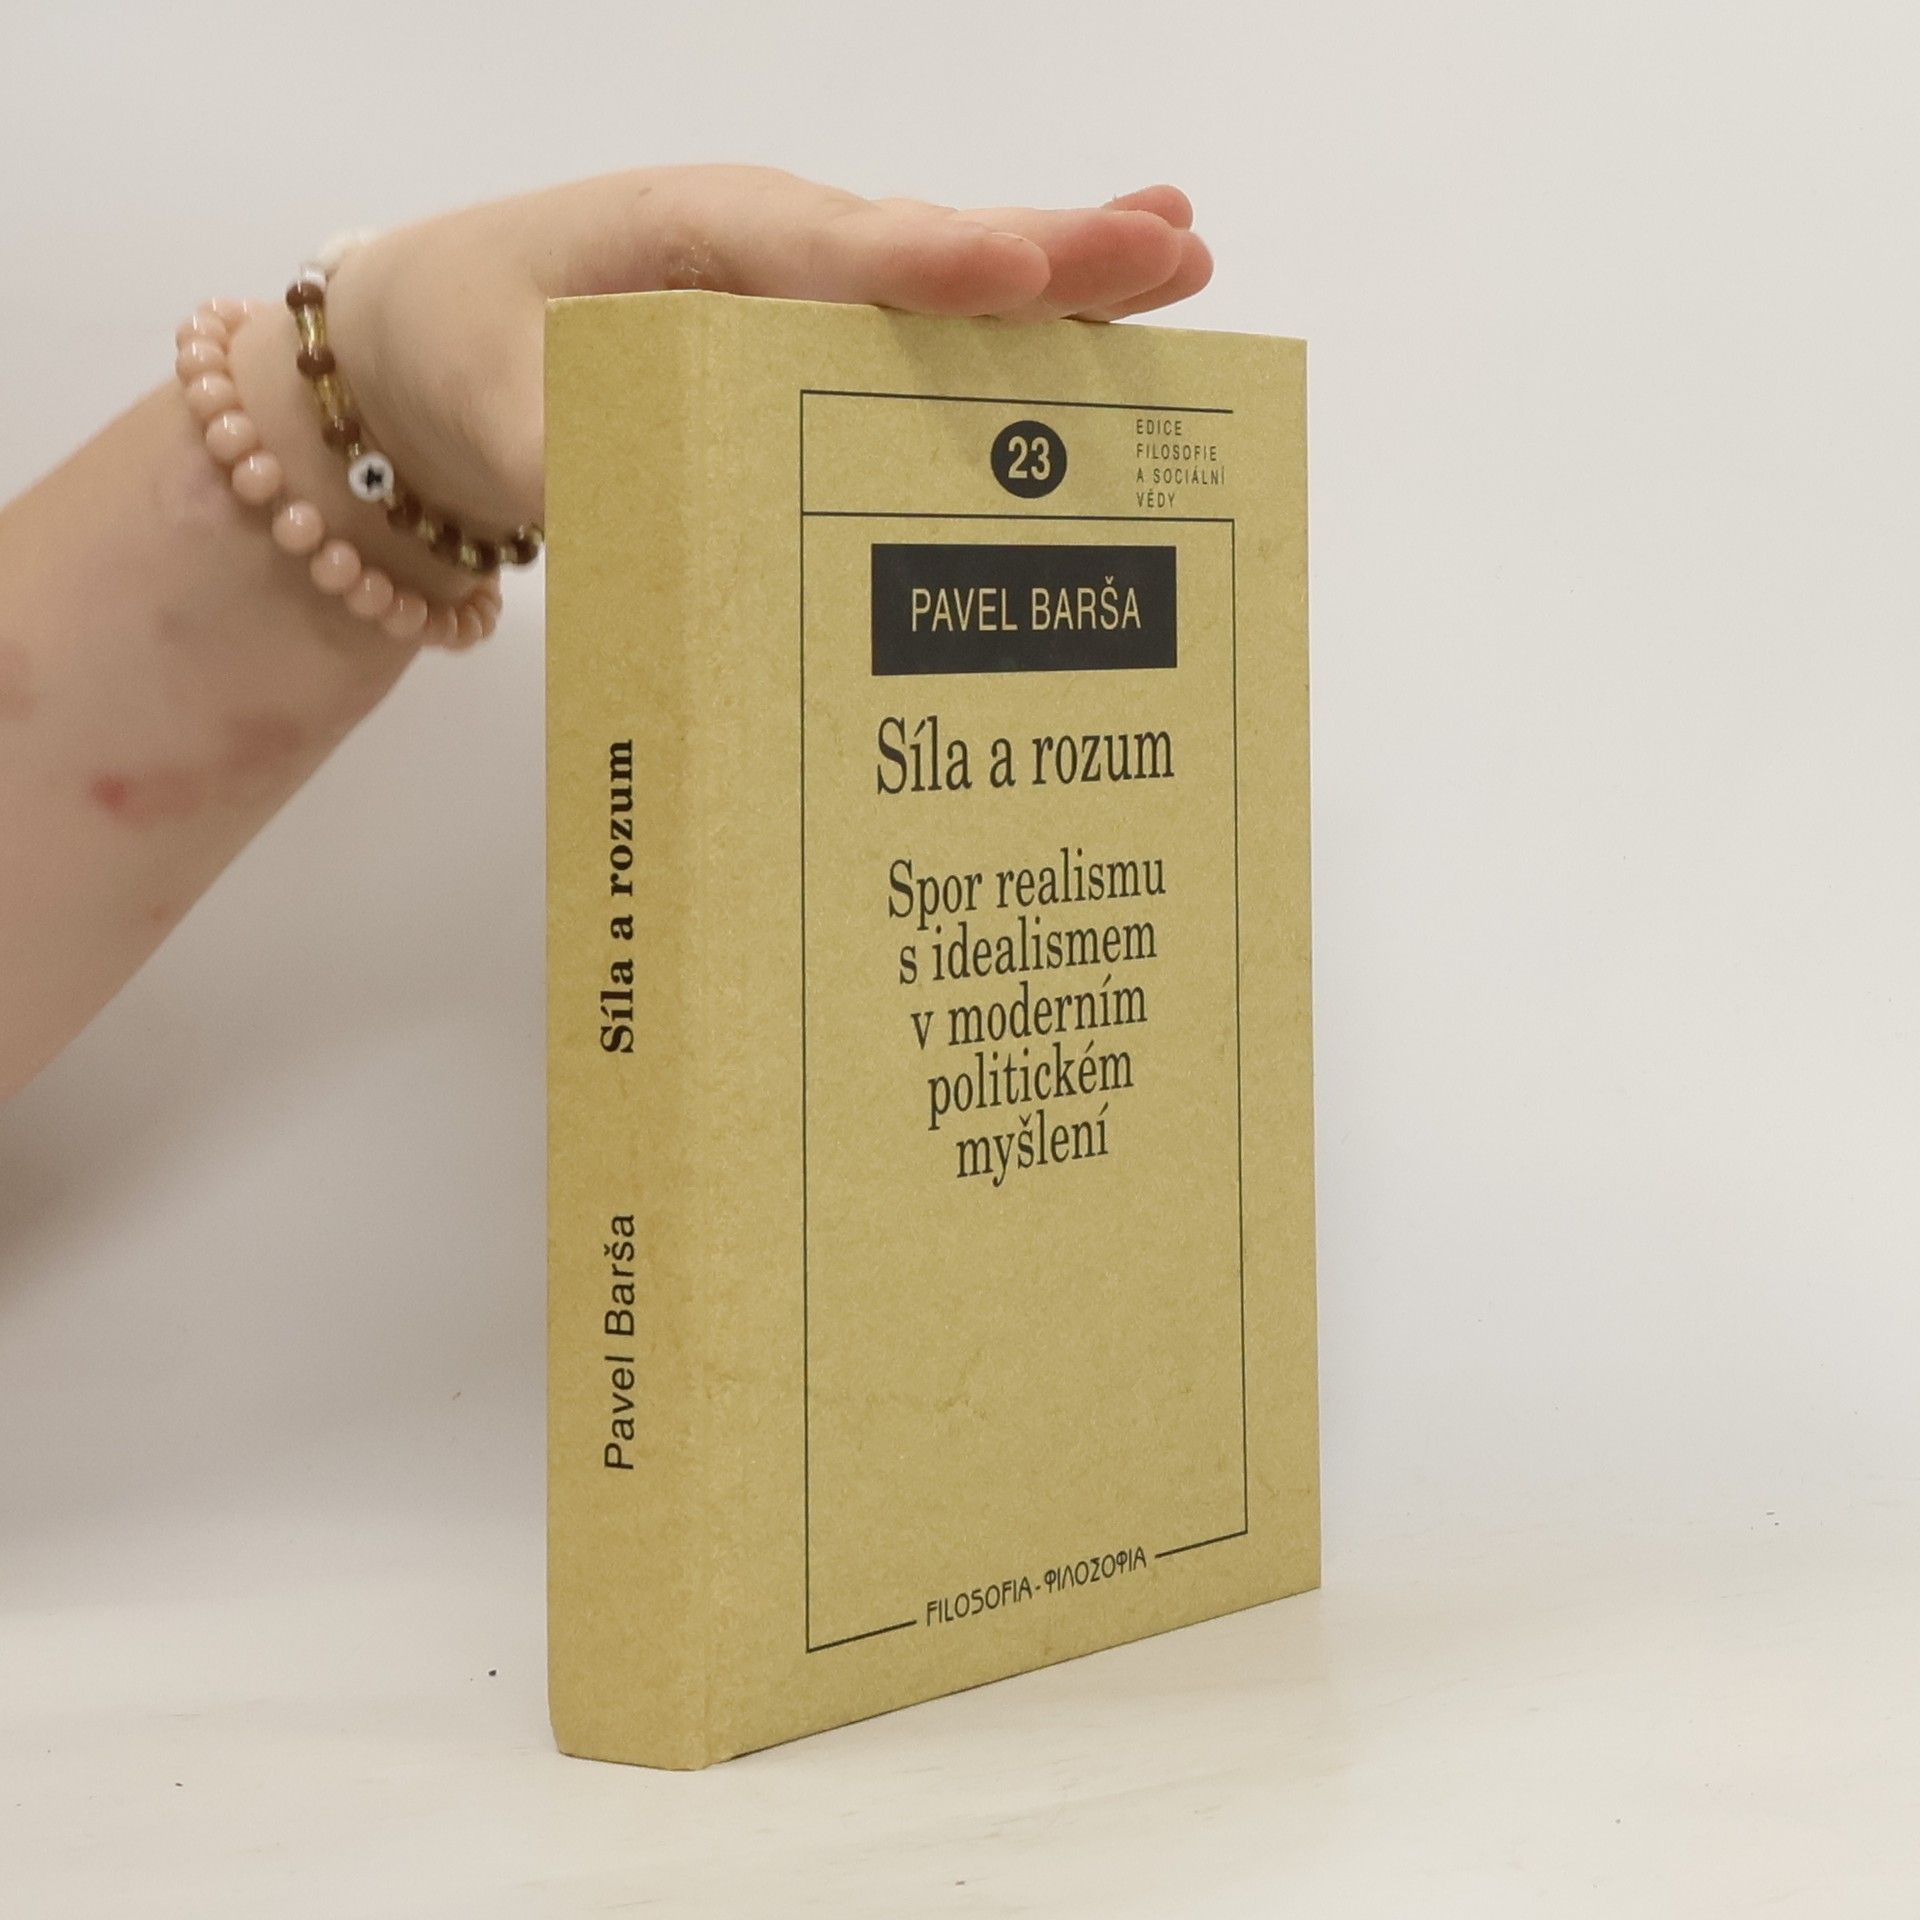 23
EDICE
FILOSOFIE
A SOCIÁLNÍ
VĚDY
PAVEL BARŠA
Síla a rozum
Spor realismu
s idealismem
v moderním
politickém
myšlení
FILOSOFIA-ΦΙΛΟΣΟΦΙΑ
Pavel Barša Síla a rozum